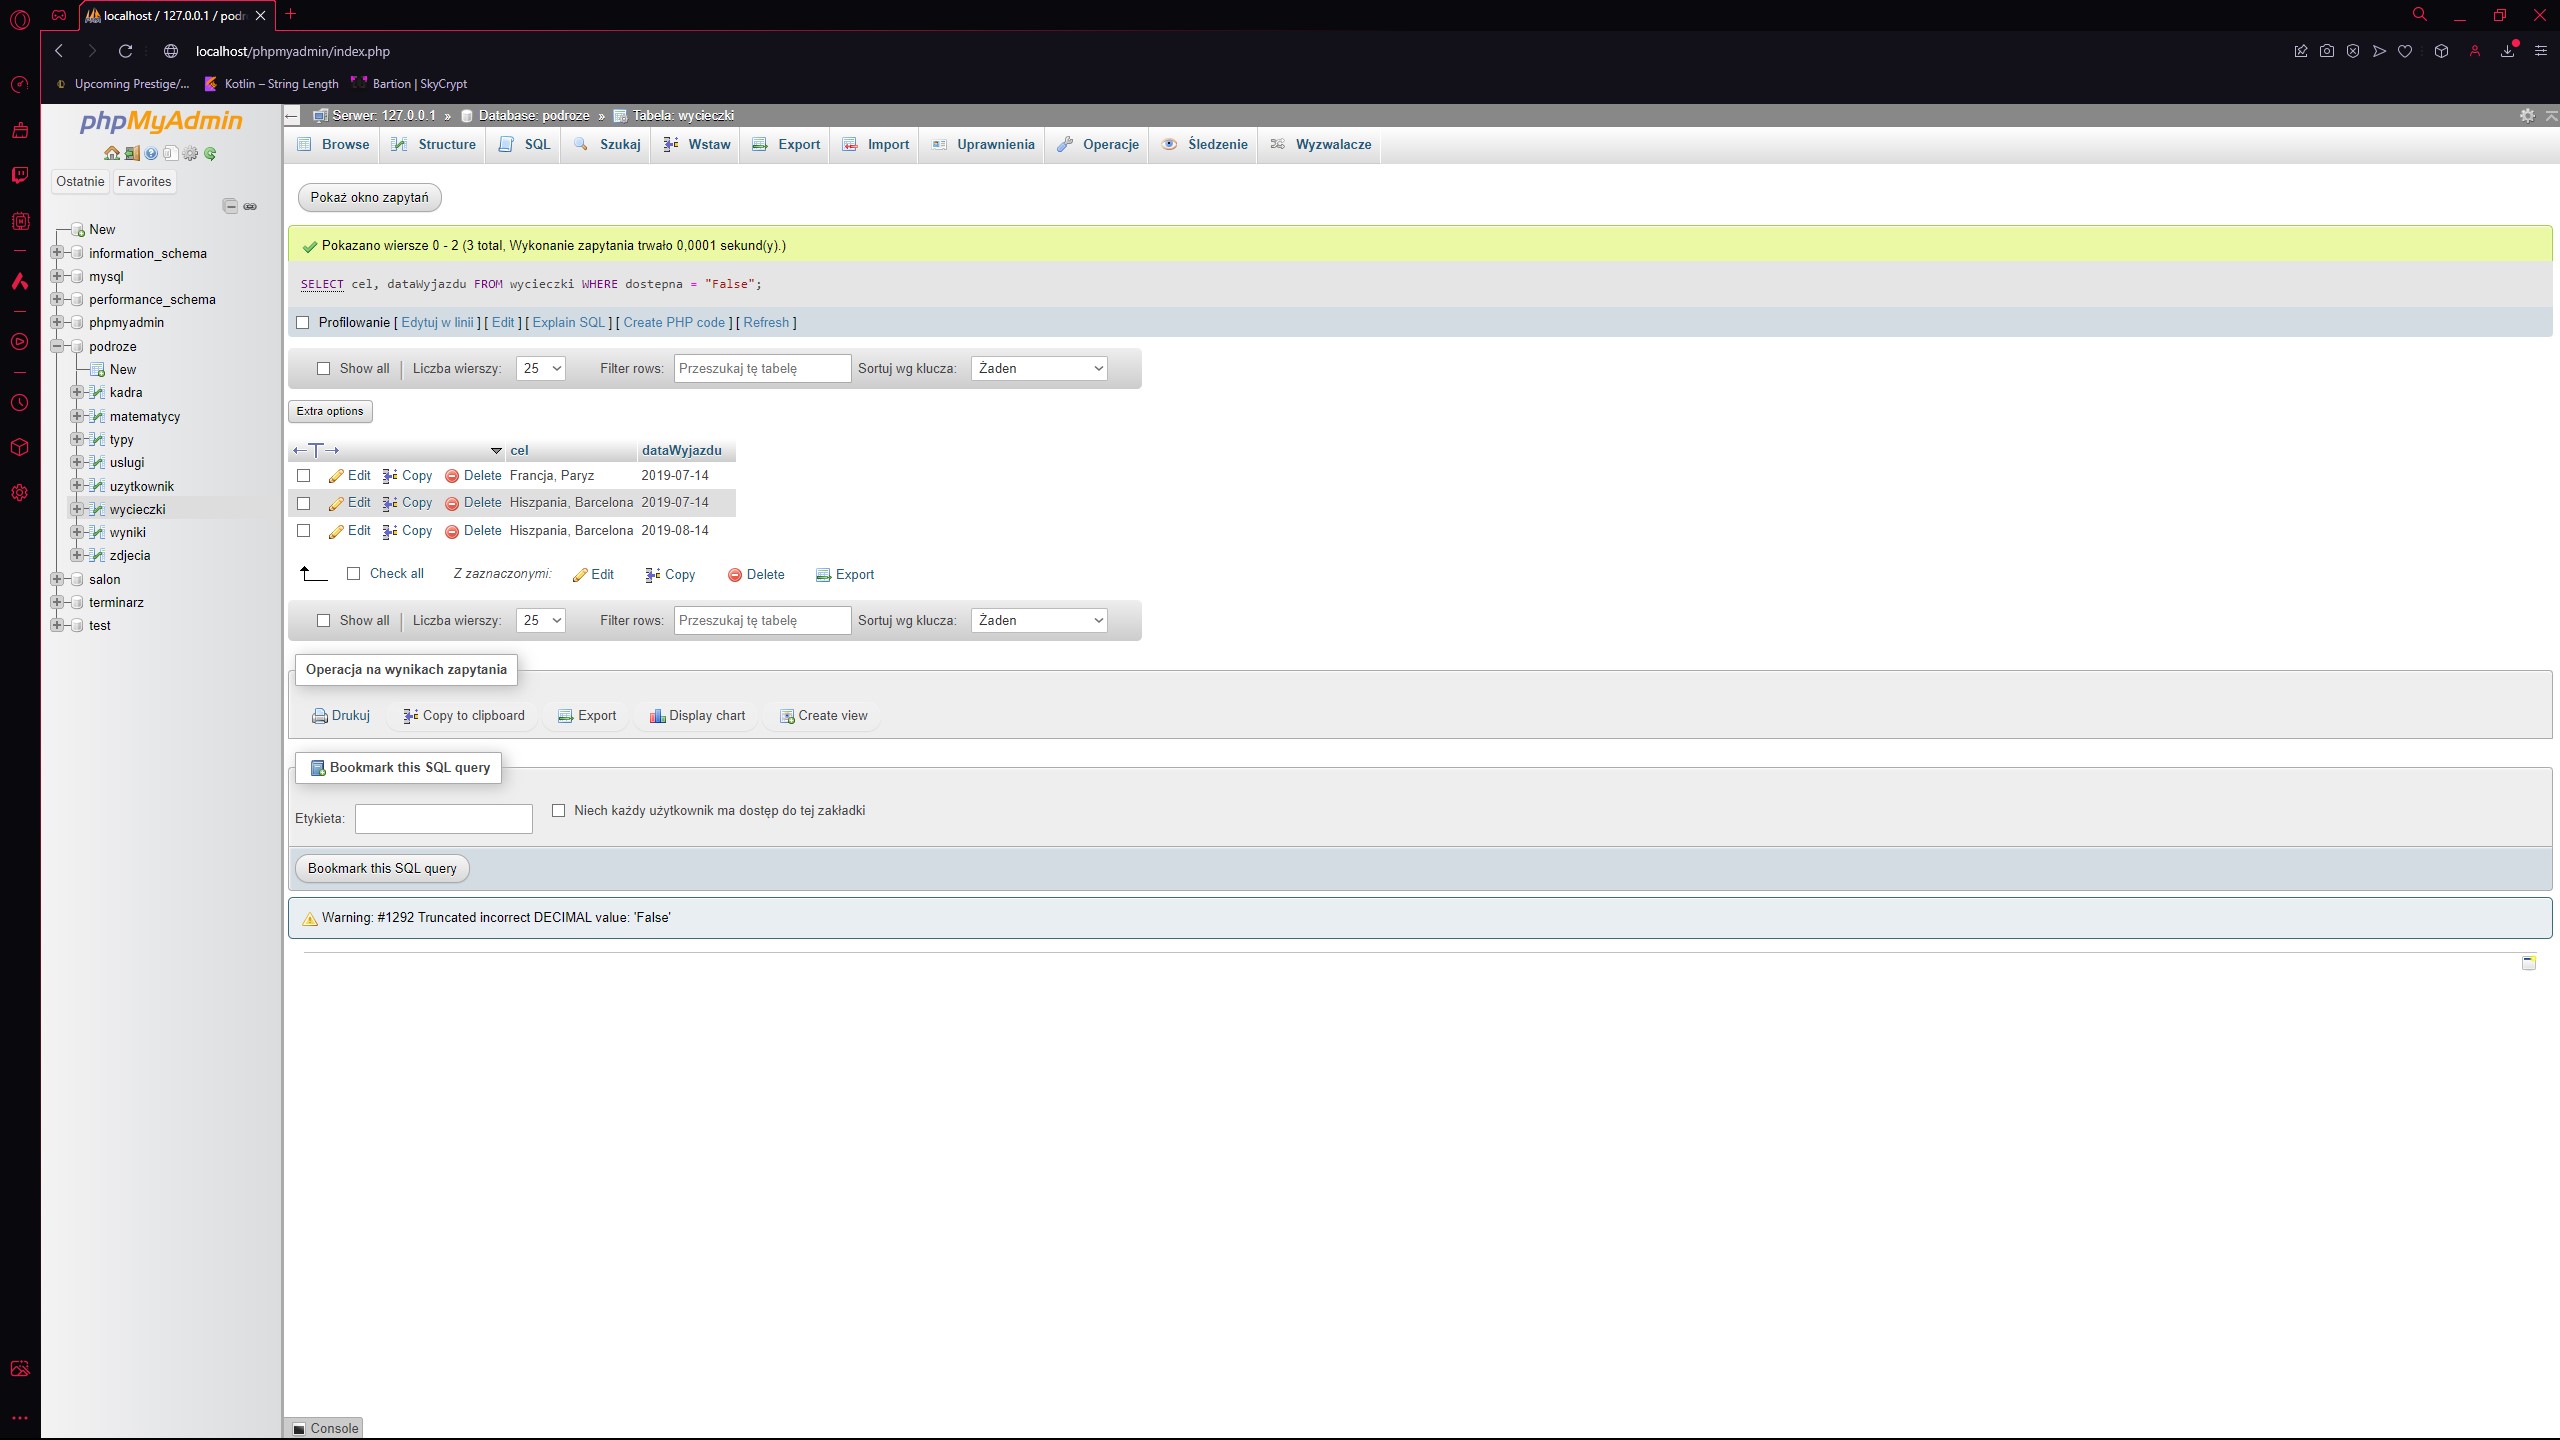 localhost / 127.0.0.1 / podr
localhost/phpmyadmin/index.php
Upcoming Prestige/... Kotlin – String Length Bartion | SkyCrypt
phpMyAdmin
Ostatnie Favorites
New
information_schema
mysql
performance_schema
phpmyadmin
podroze
New
kadra
matematycy
typy
uslugi
uzytkownik
wycieczki
wyniki
zdjecia
salon
terminarz
test
Serwer: 127.0.0.1 » Database: podroze » Tabela: wycieczki
Browse Structure SQL Szukaj Wstaw Export Import Uprawnienia Operacje Śledzenie Wyzwalacze
Pokaż okno zapytań
Pokazano wiersze 0 - 2 (3 total, Wykonanie zapytania trwało 0,0001 sekund(y).)
SELECT cel, dataWyjazdu FROM wycieczki WHERE dostepna = "False";
Profilowanie [ Edytuj w linii ] [ Edit ] [ Explain SQL ] [ Create PHP code ] [ Refresh ]
Show all Liczba wierszy: 25 Filter rows: Przeszukaj tę tabelę Sortuj wg klucza: Żaden
Extra options
←T→ cel dataWyjazdu
Edit Copy Delete Francja, Paryz 2019-07-14
Edit Copy Delete Hiszpania, Barcelona 2019-07-14
Edit Copy Delete Hiszpania, Barcelona 2019-08-14
Check all Z zaznaczonymi: Edit Copy Delete Export
Show all Liczba wierszy: 25 Filter rows: Przeszukaj tę tabelę Sortuj wg klucza: Żaden
Operacja na wynikach zapytania
Drukuj Copy to clipboard Export Display chart Create view
Bookmark this SQL query
Etykieta: Niech każdy użytkownik ma dostęp do tej zakładki
Bookmark this SQL query
Warning: #1292 Truncated incorrect DECIMAL value: 'False'
Console